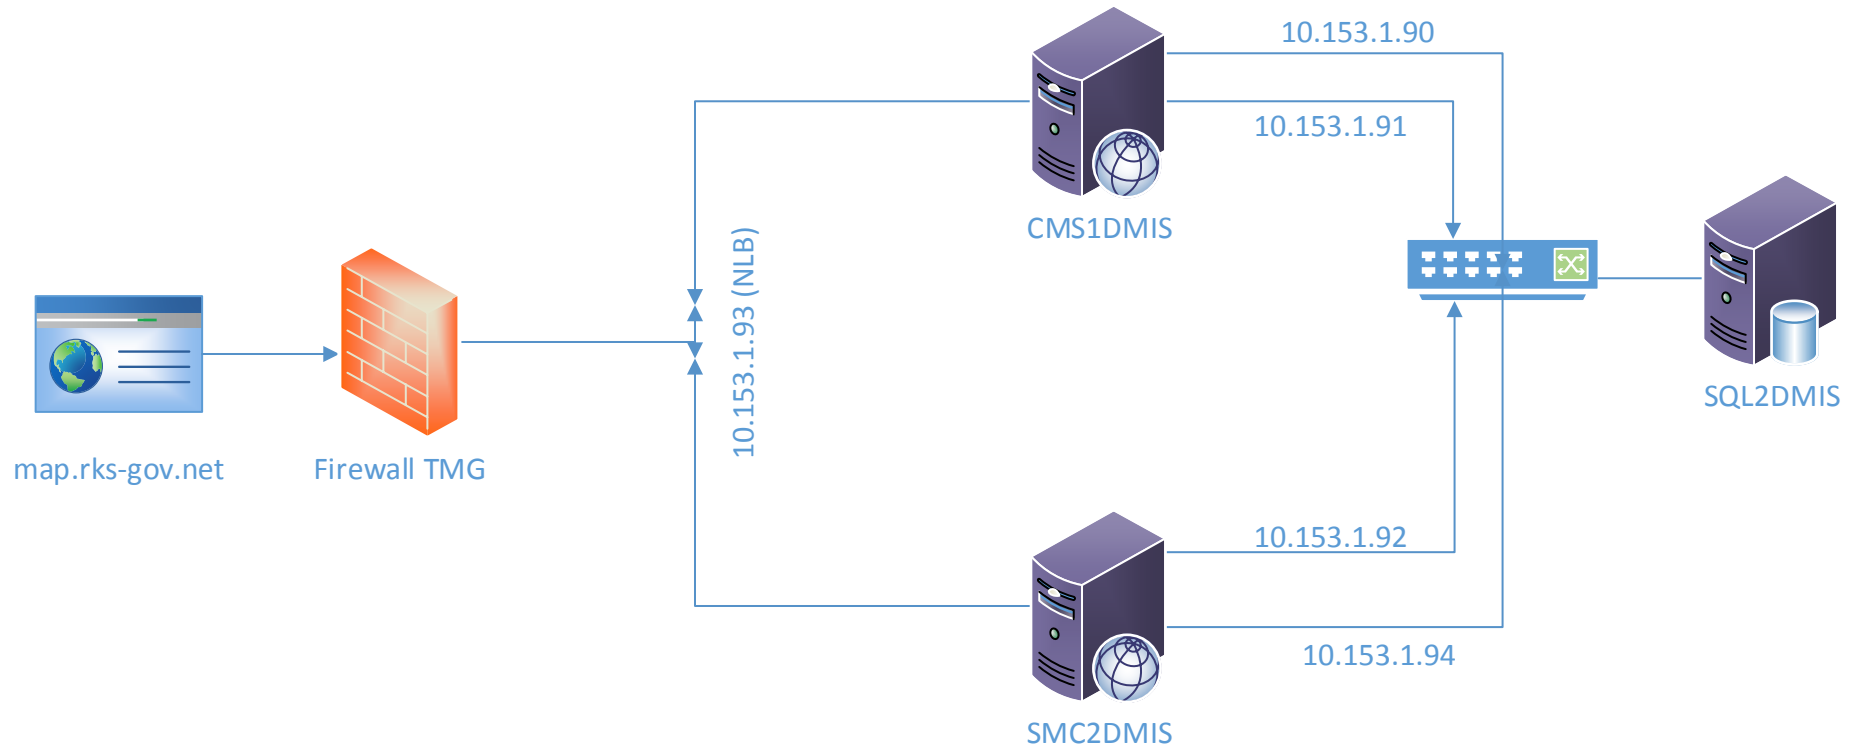 10.153.1.90
10.153.1.91
CMS1DMIS
10.153.1.93 (NLB)
SQL2DMIS
map.rks-gov.net
Firewall TMG
10.153.1.92
10.153.1.94
SMC2DMIS